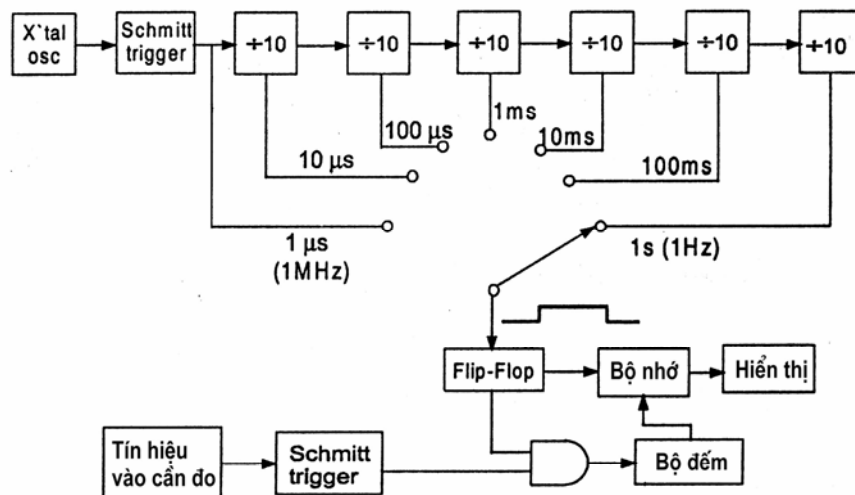 X`tal
osc
Schmitt
trigger
÷10
÷10
÷10
÷10
÷10
÷10
1ms
100 μs
10ms
10 μs
100ms
1 μs
(1MHz)
1s (1Hz)
Flip-Flop
Bộ nhớ
Hiển thị
Tín hiệu
vào cần đo
Schmitt
trigger
Bộ đếm